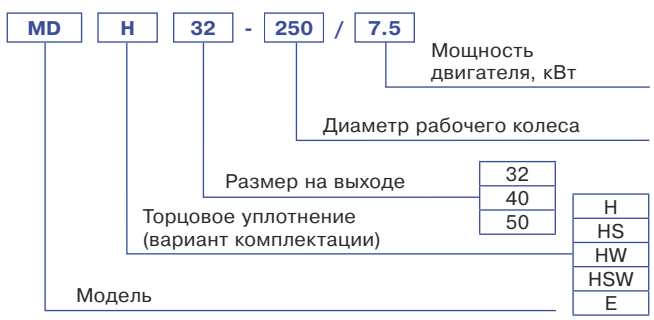 MD H 32 - 250 / 7.5
Мощность
двигателя, кВт
Диаметр рабочего колеса
Размер на выходе
32
40
50
Торцовое уплотнение
(вариант комплектации)
H
HS
HW
HSW
E
Модель